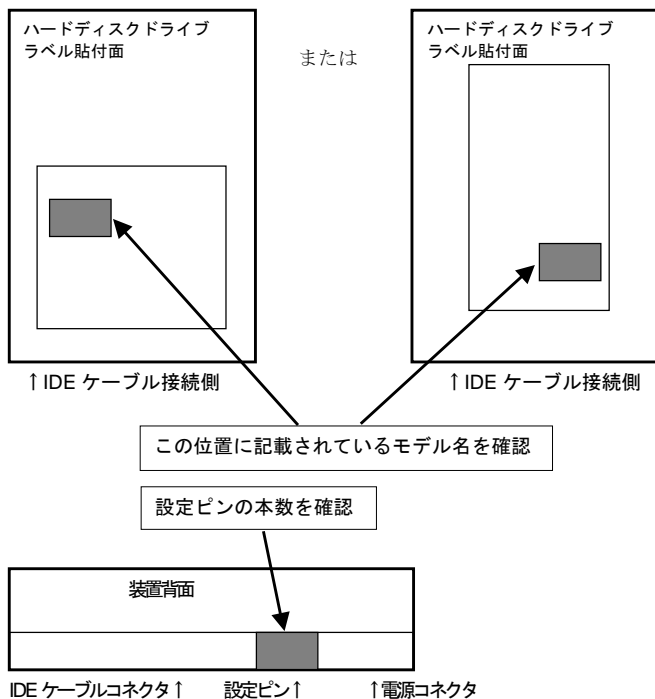 ハードディスクドライブ
ラベル貼付面
または
ハードディスクドライブ
ラベル貼付面
↑IDE ケーブル接続側
↑IDE ケーブル接続側
この位置に記載されているモデル名を確認
設定ピンの本数を確認
装置背面
IDE ケーブルコネクタ↑ 設定ピン↑ ↑電源コネクタ